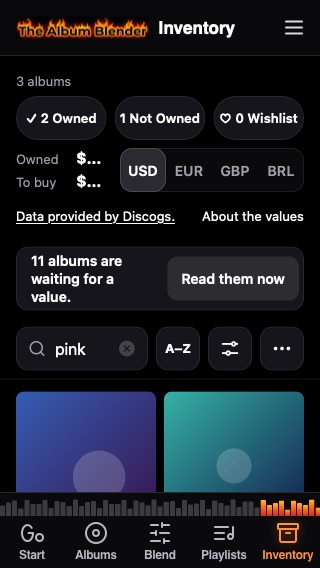 The Album Blender Inventory
3 albums
✓ 2 Owned 1 Not Owned ♡ 0 Wishlist
Owned $...
To buy $...
USD EUR GBP BRL
Data provided by Discogs. About the values
11 albums are
waiting for a
value.
Read them now
pink A–Z
Start Albums Blend Playlists Inventory